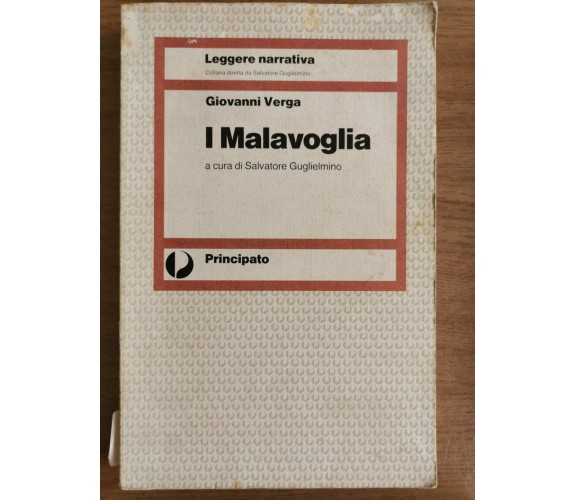 Leggere narrativa
Collana diretta da Salvatore Guglielmino
Giovanni Verga
I Malavoglia
a cura di Salvatore Guglielmino
Principato